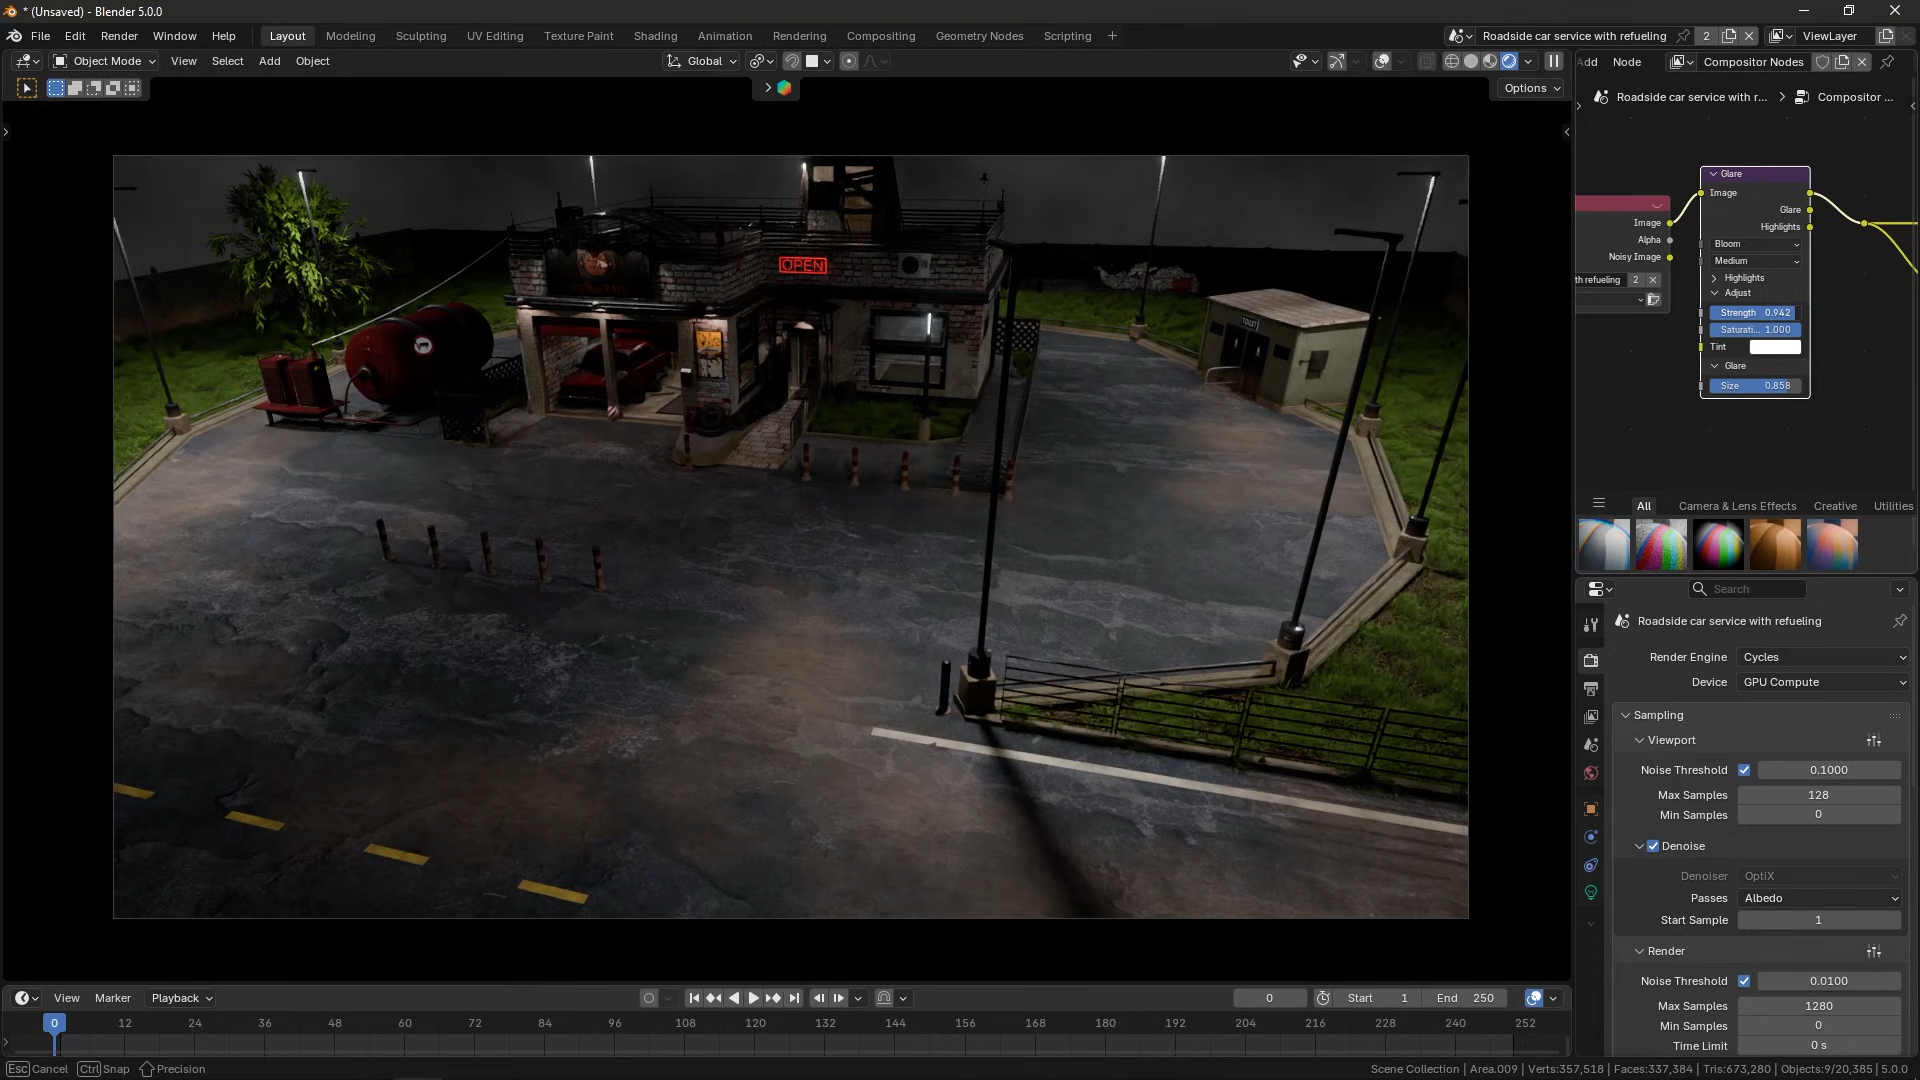 * (Unsaved) - Blender 5.0.0
File Edit Render Window Help Layout Modeling Sculpting UV Editing Texture Paint Shading Animation Rendering Compositing Geometry Nodes Scripting Roadside car service with refueling 2 ViewLayer
Object Mode View Select Add Object Global
Options
OPEN
TOILET
dd Node Compositor Nodes
Roadside car service with r... Compositor ...
Glare
Image
Glare
Highlights
Bloom
Medium
Highlights
Adjust
Strength 0.942
Saturati... 1.000
Tint
Glare
Size 0.858
Image
Alpha
Noisy Image
th refueling 2
All Camera & Lens Effects Creative Utilities
Search
Roadside car service with refueling
Render Engine Cycles
Device GPU Compute
Sampling
Viewport
Noise Threshold 0.1000
Max Samples 128
Min Samples 0
Denoise
Denoiser OptiX
Passes Albedo
Start Sample 1
Render
Noise Threshold 0.0100
Max Samples 1280
Min Samples 0
Time Limit 0 s
View Marker Playback 0 Start 1 End 250
0 12 24 36 48 60 72 84 96 108 120 132 144 156 168 180 192 204 216 228 240 252
Esc Cancel Ctrl Snap Precision
Scene Collection | Area.009 | Verts:357,518 | Faces:337,384 | Tris:673,280 | Objects:9/20,385 | 5.0.0